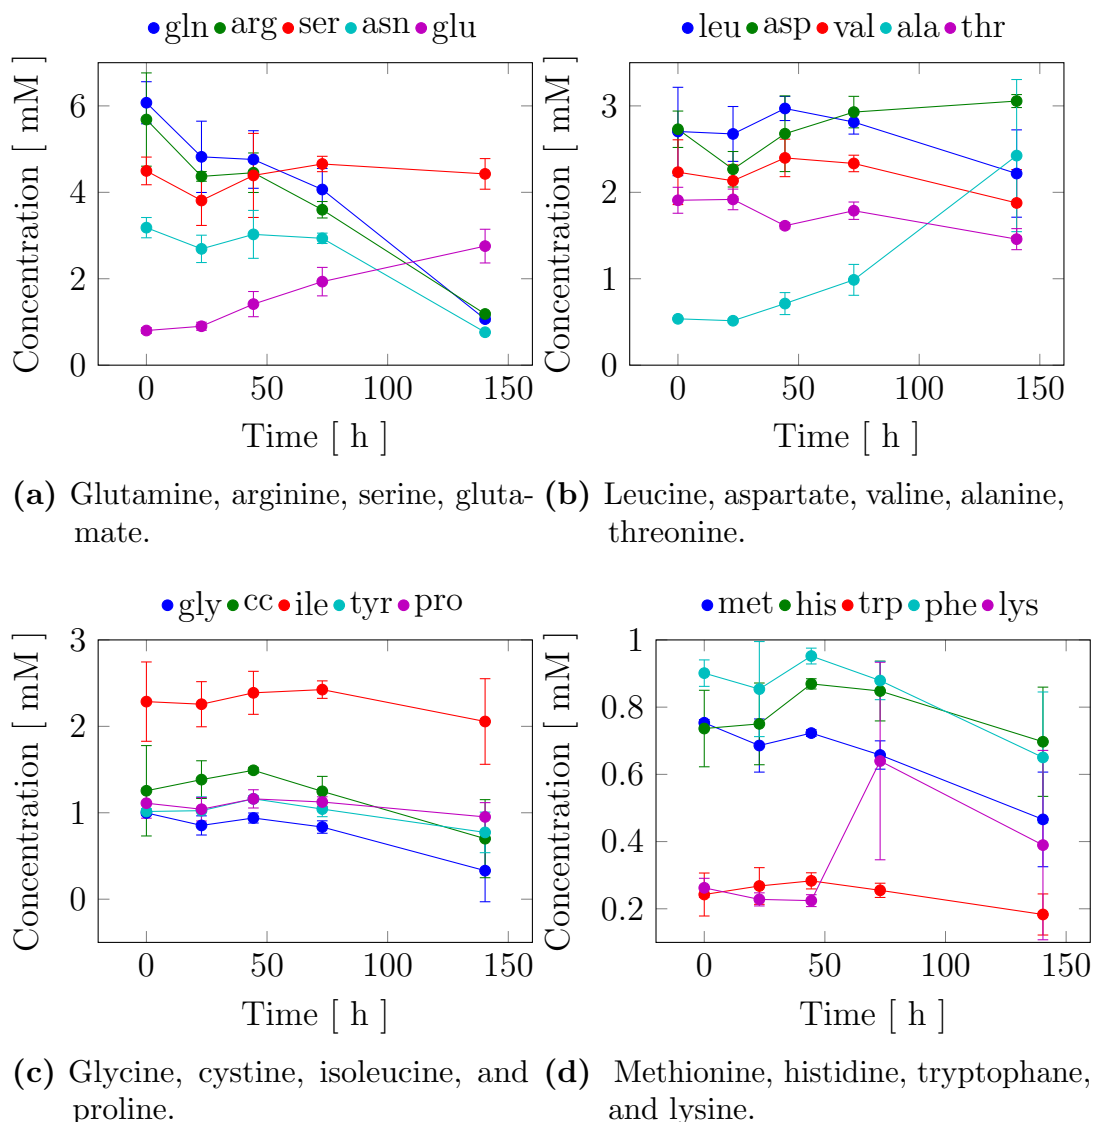 gln arg ser asn glu
Concentration [ mM ]
6
4
2
0
0 50 100 150
Time [ h ]
(a) Glutamine, arginine, serine, gluta-
mate.
leu asp val ala thr
Concentration [ mM ]
3
2
1
0
0 50 100 150
Time [ h ]
(b) Leucine, aspartate, valine, alanine,
threonine.
gly cc ile tyr pro
Concentration [ mM ]
3
2
1
0
0 50 100 150
Time [ h ]
(c) Glycine, cystine, isoleucine, and
proline.
met his trp phe lys
Concentration [ mM ]
1
0.8
0.6
0.4
0.2
0 50 100 150
Time [ h ]
(d) Methionine, histidine, tryptophane,
and lysine.